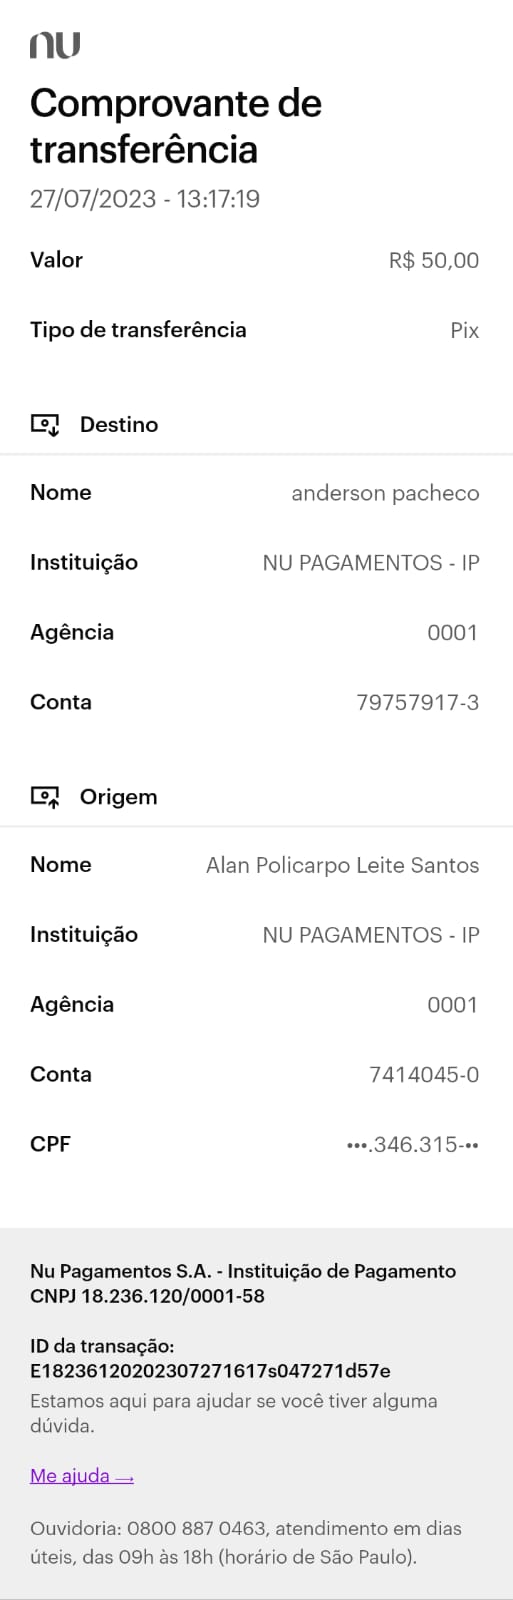 nu
Comprovante de
transferência
27/07/2023 - 13:17:19
Valor R$ 50,00
Tipo de transferência Pix
Destino
Nome anderson pacheco
Instituição NU PAGAMENTOS - IP
Agência 0001
Conta 79757917-3
Origem
Nome Alan Policarpo Leite Santos
Instituição NU PAGAMENTOS - IP
Agência 0001
Conta 7414045-0
CPF •••.346.315-••
Nu Pagamentos S.A. - Instituição de Pagamento
CNPJ 18.236.120/0001-58
ID da transação:
E18236120202307271617s047271d57e
Estamos aqui para ajudar se você tiver alguma
dúvida.
Me ajuda →
Ouvidoria: 0800 887 0463, atendimento em dias
úteis, das 09h às 18h (horário de São Paulo).